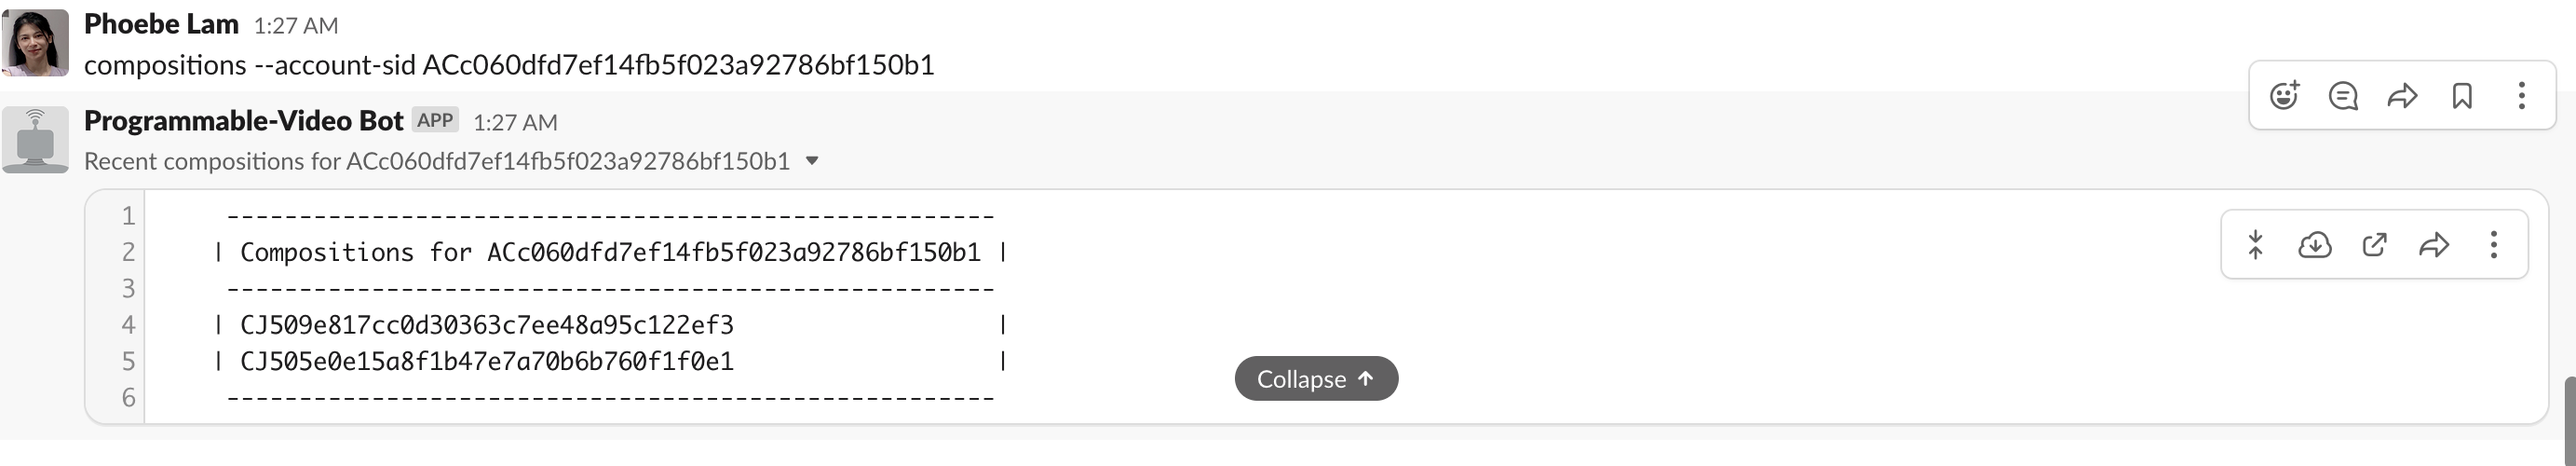 Phoebe Lam 1:27 AM
compositions --account-sid ACc060dfd7ef14fb5f023a92786bf150b1
Programmable-Video Bot APP 1:27 AM
Recent compositions for ACc060dfd7ef14fb5f023a92786bf150b1
1 -----------------------------------------------------
2 | Compositions for ACc060dfd7ef14fb5f023a92786bf150b1 |
3 -----------------------------------------------------
4 | CJ509e817cc0d30363c7ee48a95c122ef3 |
5 | CJ505e0e15a8f1b47e7a70b6b760f1f0e1 |
Collapse
6 -----------------------------------------------------